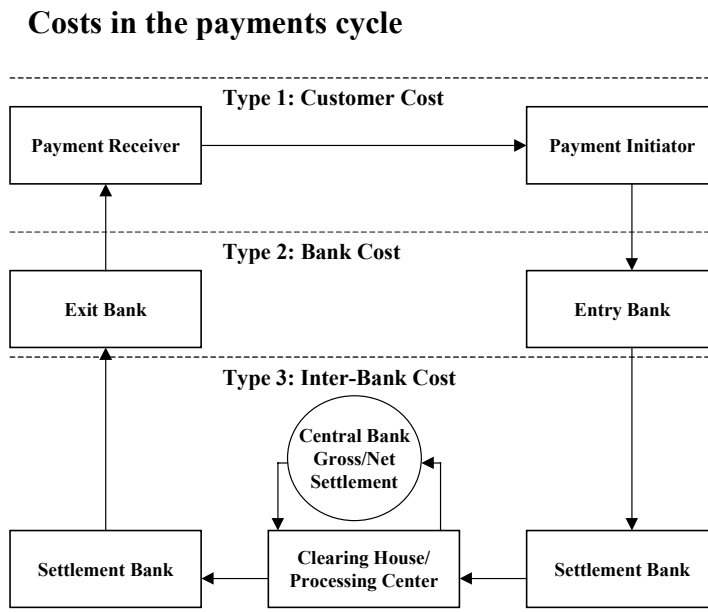 Costs in the payments cycle
Type 1: Customer Cost
Payment Receiver
Payment Initiator
Type 2: Bank Cost
Exit Bank
Entry Bank
Type 3: Inter-Bank Cost
Central Bank
Gross/Net
Settlement
Settlement Bank
Clearing House/
Processing Center
Settlement Bank